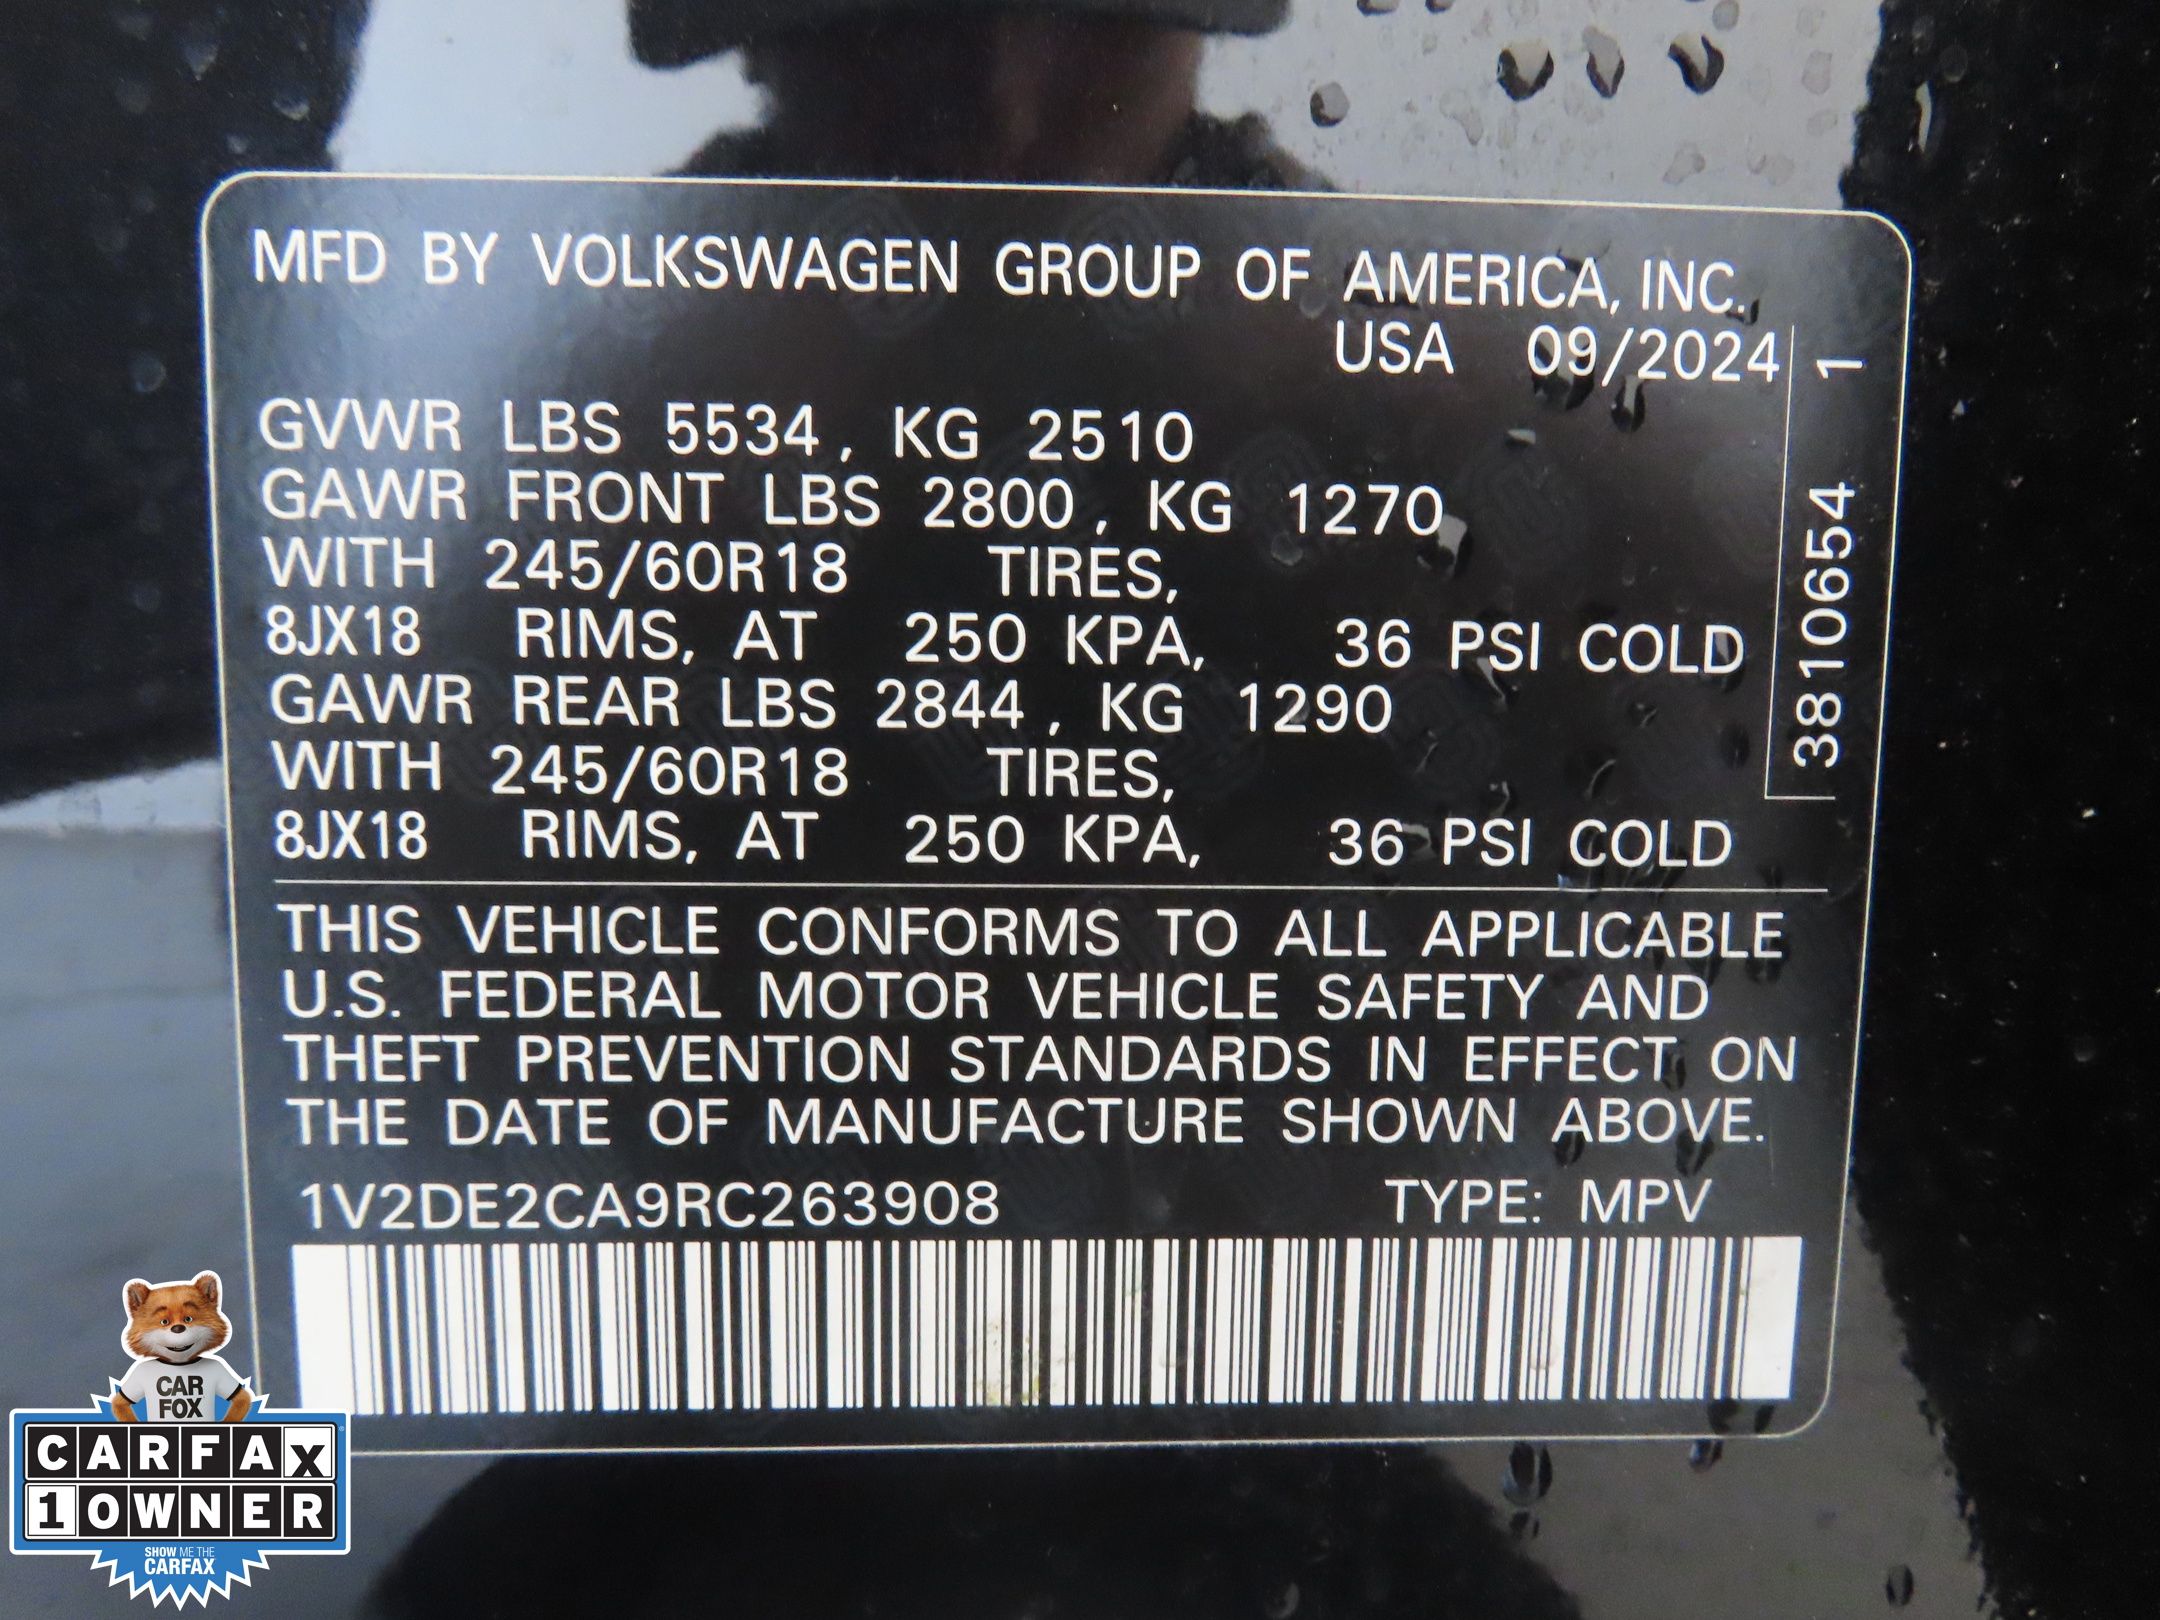 MFD BY VOLKSWAGEN GROUP OF AMERICA, INC.
USA 09/2024
GVWR LBS 5534, KG 2510
GAWR FRONT LBS 2800, KG 1270
WITH 245/60R18 TIRES,
8JX18 RIMS, AT 250 KPA, 36 PSI COLD
GAWR REAR LBS 2844, KG 1290
WITH 245/60R18 TIRES,
8JX18 RIMS, AT 250 KPA, 36 PSI COLD
3810654 1
THIS VEHICLE CONFORMS TO ALL APPLICABLE
U.S. FEDERAL MOTOR VEHICLE SAFETY AND
THEFT PREVENTION STANDARDS IN EFFECT ON
THE DATE OF MANUFACTURE SHOWN ABOVE.
1V2DE2CA9RC263908 TYPE: MPV
CAR
FOX
CARFAX
1 OWNER
SHOW ME THE
CARFAX